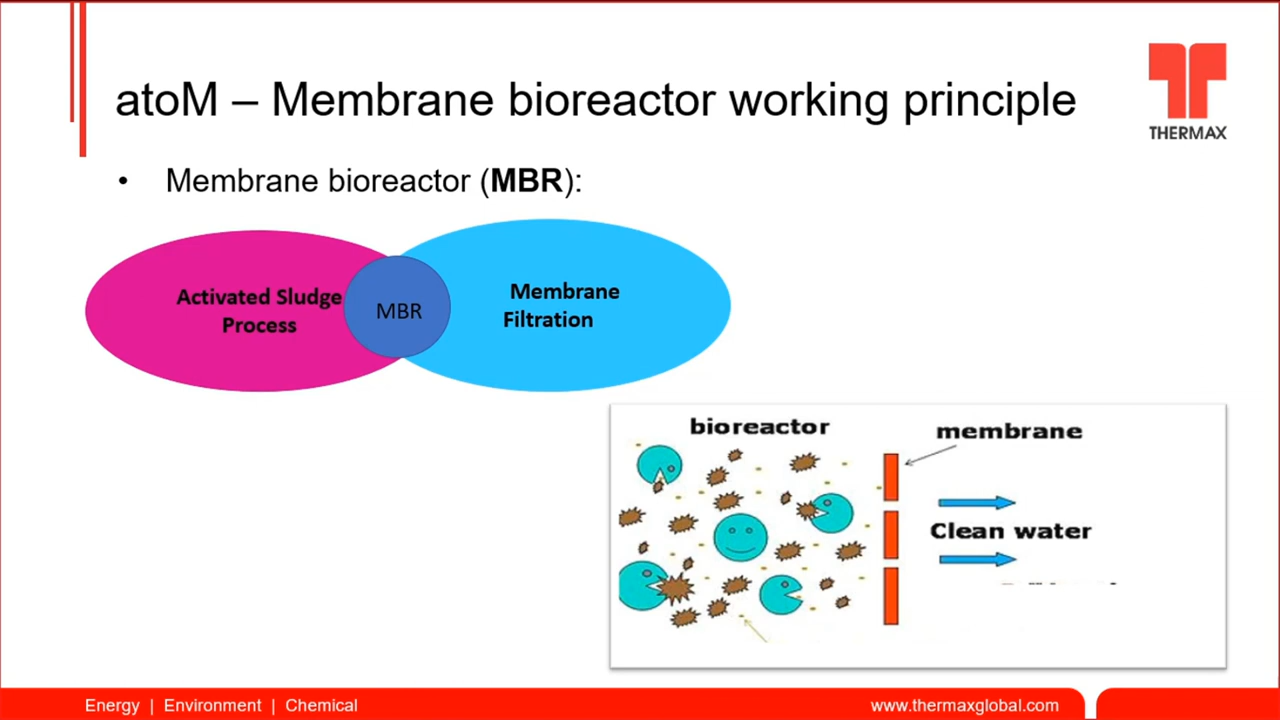 atoM – Membrane bioreactor working principle
THERMAX
• Membrane bioreactor (MBR):
Activated Sludge
Process
MBR
Membrane
Filtration
bioreactor
membrane
Clean water
Energy | Environment | Chemical
www.thermaxglobal.com